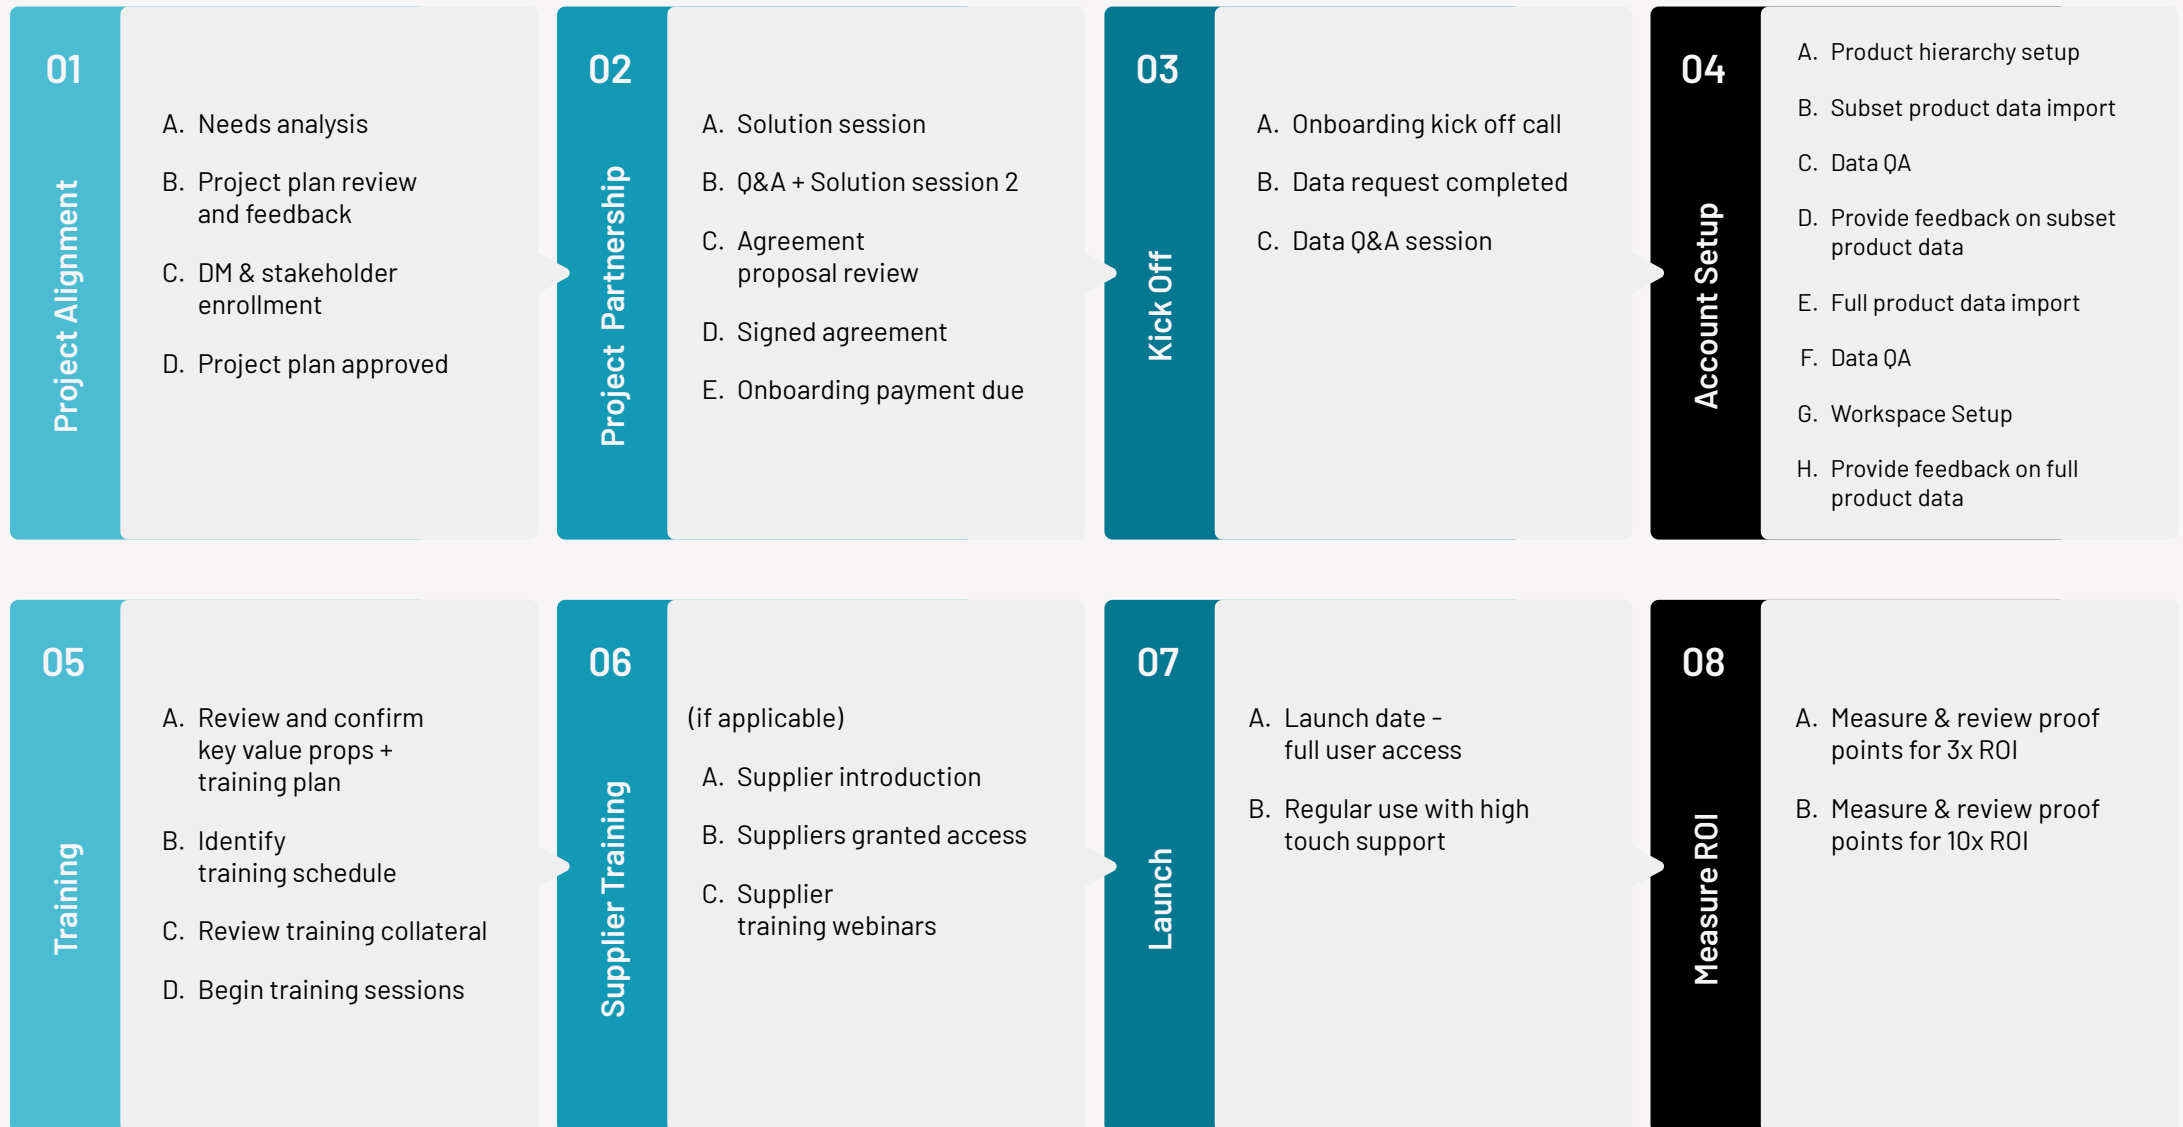 01
Project Alignment
A. Needs analysis
B. Project plan review
and feedback
C. DM & stakeholder
enrollment
D. Project plan approved
02
Project Partnership
A. Solution session
B. Q&A + Solution session 2
C. Agreement
proposal review
D. Signed agreement
E. Onboarding payment due
03
Kick Off
A. Onboarding kick off call
B. Data request completed
C. Data Q&A session
04
Account Setup
A. Product hierarchy setup
B. Subset product data import
C. Data QA
D. Provide feedback on subset
product data
E. Full product data import
F. Data QA
G. Workspace Setup
H. Provide feedback on full
product data
05
Training
A. Review and confirm
key value props +
training plan
B. Identify
training schedule
C. Review training collateral
D. Begin training sessions
06
Supplier Training
(if applicable)
A. Supplier introduction
B. Suppliers granted access
C. Supplier
training webinars
07
Launch
A. Launch date -
full user access
B. Regular use with high
touch support
08
Measure ROI
A. Measure & review proof
points for 3x ROI
B. Measure & review proof
points for 10x ROI